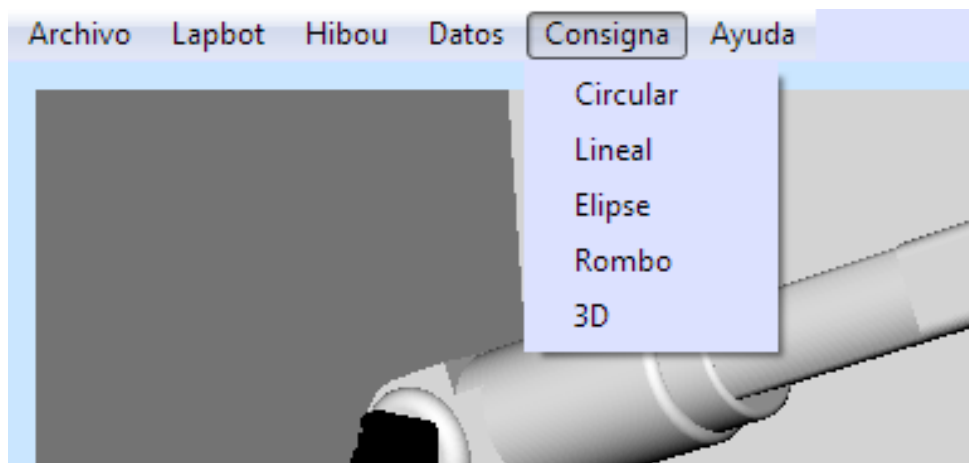 Archivo Lapbot Hibou Datos Consigna Ayuda
Circular
Lineal
Elipse
Rombo
3D